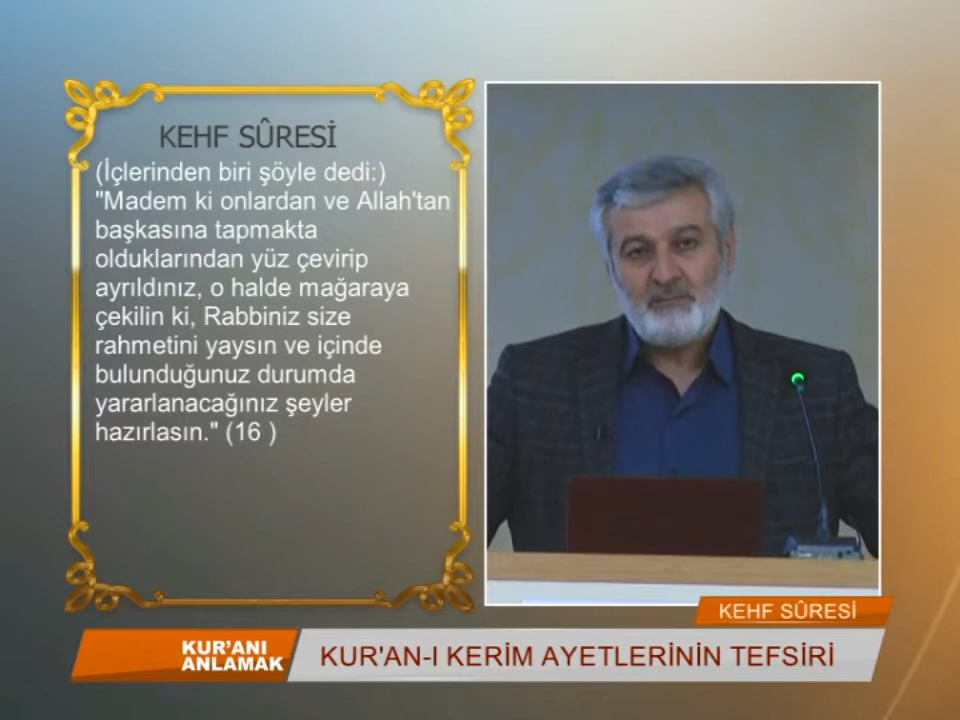 KEHF SÛRESİ
(İçlerinden biri şöyle dedi:)
"Madem ki onlardan ve Allah'tan
başkasına tapmakta
olduklarından yüz çevirip
ayrıldınız, o halde mağaraya
çekilin ki, Rabbiniz size
rahmetini yaysın ve içinde
bulunduğunuz durumda
yararlanacağınız şeyler
hazırlasın." (16 )
KEHF SÛRESİ
KUR'ANI
ANLAMAK
KUR'AN-I KERİM AYETLERİNİN TEFSİRİ